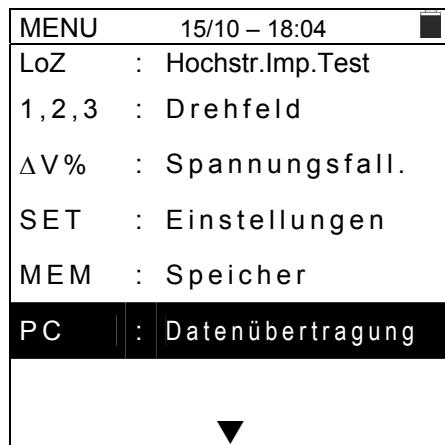 MENU 15/10 – 18:04
LoZ : Hochstr.Imp.Test
1,2,3 : Drehfeld
ΔV% : Spannungsfall.
SET : Einstellungen
MEM : Speicher
PC : Datenübertragung